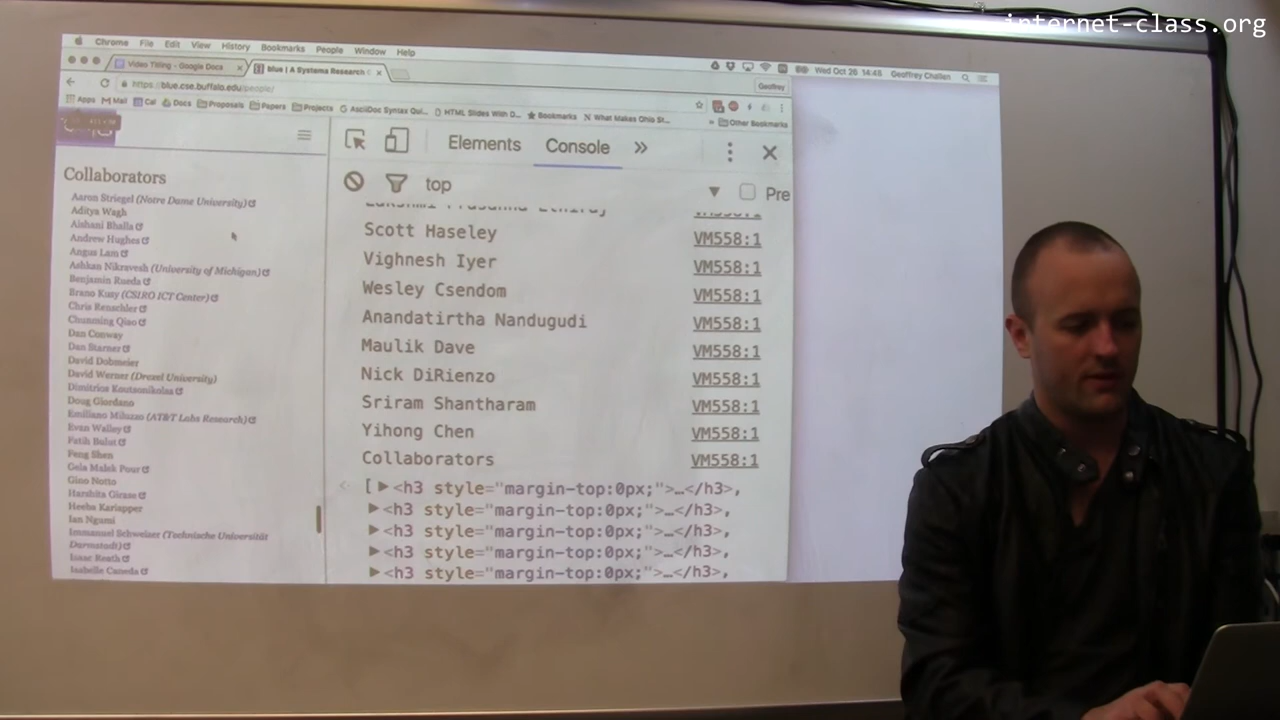 internet-class.org
Chrome File Edit View History Bookmarks People Window Help
Wed Oct 26 14:45 Geoffrey Challen
Video Titling - Google Docs
blue | A Systems Research
Geoffrey
https://blue.cse.buffalo.edu/people/
Apps Mail Cal Docs Proposals Papers Projects AsciiDoc Syntax Qui... HTML Slides With D... Bookmarks What Makes Ohio St...
Other Bookmarks
Collaborators
Aaron Striegel (Notre Dame University)
Aditya Wagh
Aishani Bhalla
Andrew Hughes
Angus Lam
Ashkan Nikravesh (University of Michigan)
Benjamin Rueda
Brano Kusy (CSIRO ICT Center)
Chris Renschler
Chunming Qiao
Dan Conway
Dan Starner
David Dobmeier
David Werner (Drexel University)
Dimitrios Koutsonikolas
Doug Giordano
Emiliano Miluzzo (AT&T Labs Research)
Evan Walley
Fatih Bulut
Feng Shen
Gela Malek Pour
Gino Notto
Harshita Girase
Heeba Kariapper
Ian Ngami
Immanuel Schweizer (Technische Universität
Darmstadt)
Isaac Reath
Isabelle Caneda
Elements Console »
top Pre
VM558:1
Scott Haseley VM558:1
Vighnesh Iyer VM558:1
Wesley Csendom VM558:1
Anandatirtha Nandugudi VM558:1
Maulik Dave VM558:1
Nick DiRienzo VM558:1
Sriram Shantharam VM558:1
Yihong Chen VM558:1
Collaborators VM558:1
[ ▶<h3 style="margin-top:0px;">…</h3>,
▶<h3 style="margin-top:0px;">…</h3>,
▶<h3 style="margin-top:0px;">…</h3>,
▶<h3 style="margin-top:0px;">…</h3>,
▶<h3 style="margin-top:0px;">…</h3>,